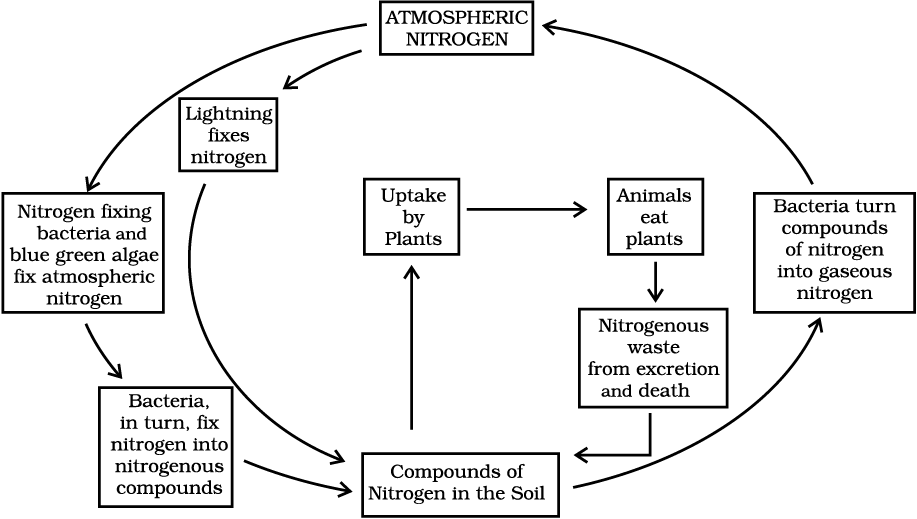 ATMOSPHERIC
NITROGEN
Lightning
fixes
nitrogen
Nitrogen fixing
bacteria and
blue green algae
fix atmospheric
nitrogen
Uptake
by
Plants
Animals
eat
plants
Bacteria turn
compounds
of nitrogen
into gaseous
nitrogen
Nitrogenous
waste
from excretion
and death
Bacteria,
in turn, fix
nitrogen into
nitrogenous
compounds
Compounds of
Nitrogen in the Soil